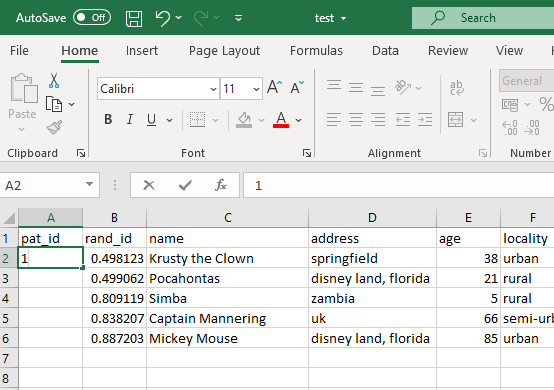 AutoSave Off test Search
File Home Insert Page Layout Formulas Data Review View Help
Paste Calibri 11 A A ab c General
B I U A %
Clipboard Font Alignment Number
A2 fx 1
A B C D E F
1 pat_id rand_id name address age locality
2 1 0.498123 Krusty the Clown springfield 38 urban
3 0.499062 Pocahontas disney land, florida 21 rural
4 0.809119 Simba zambia 5 rural
5 0.838207 Captain Mannering uk 66 semi-urb
6 0.887203 Mickey Mouse disney land, florida 85 urban
7
8